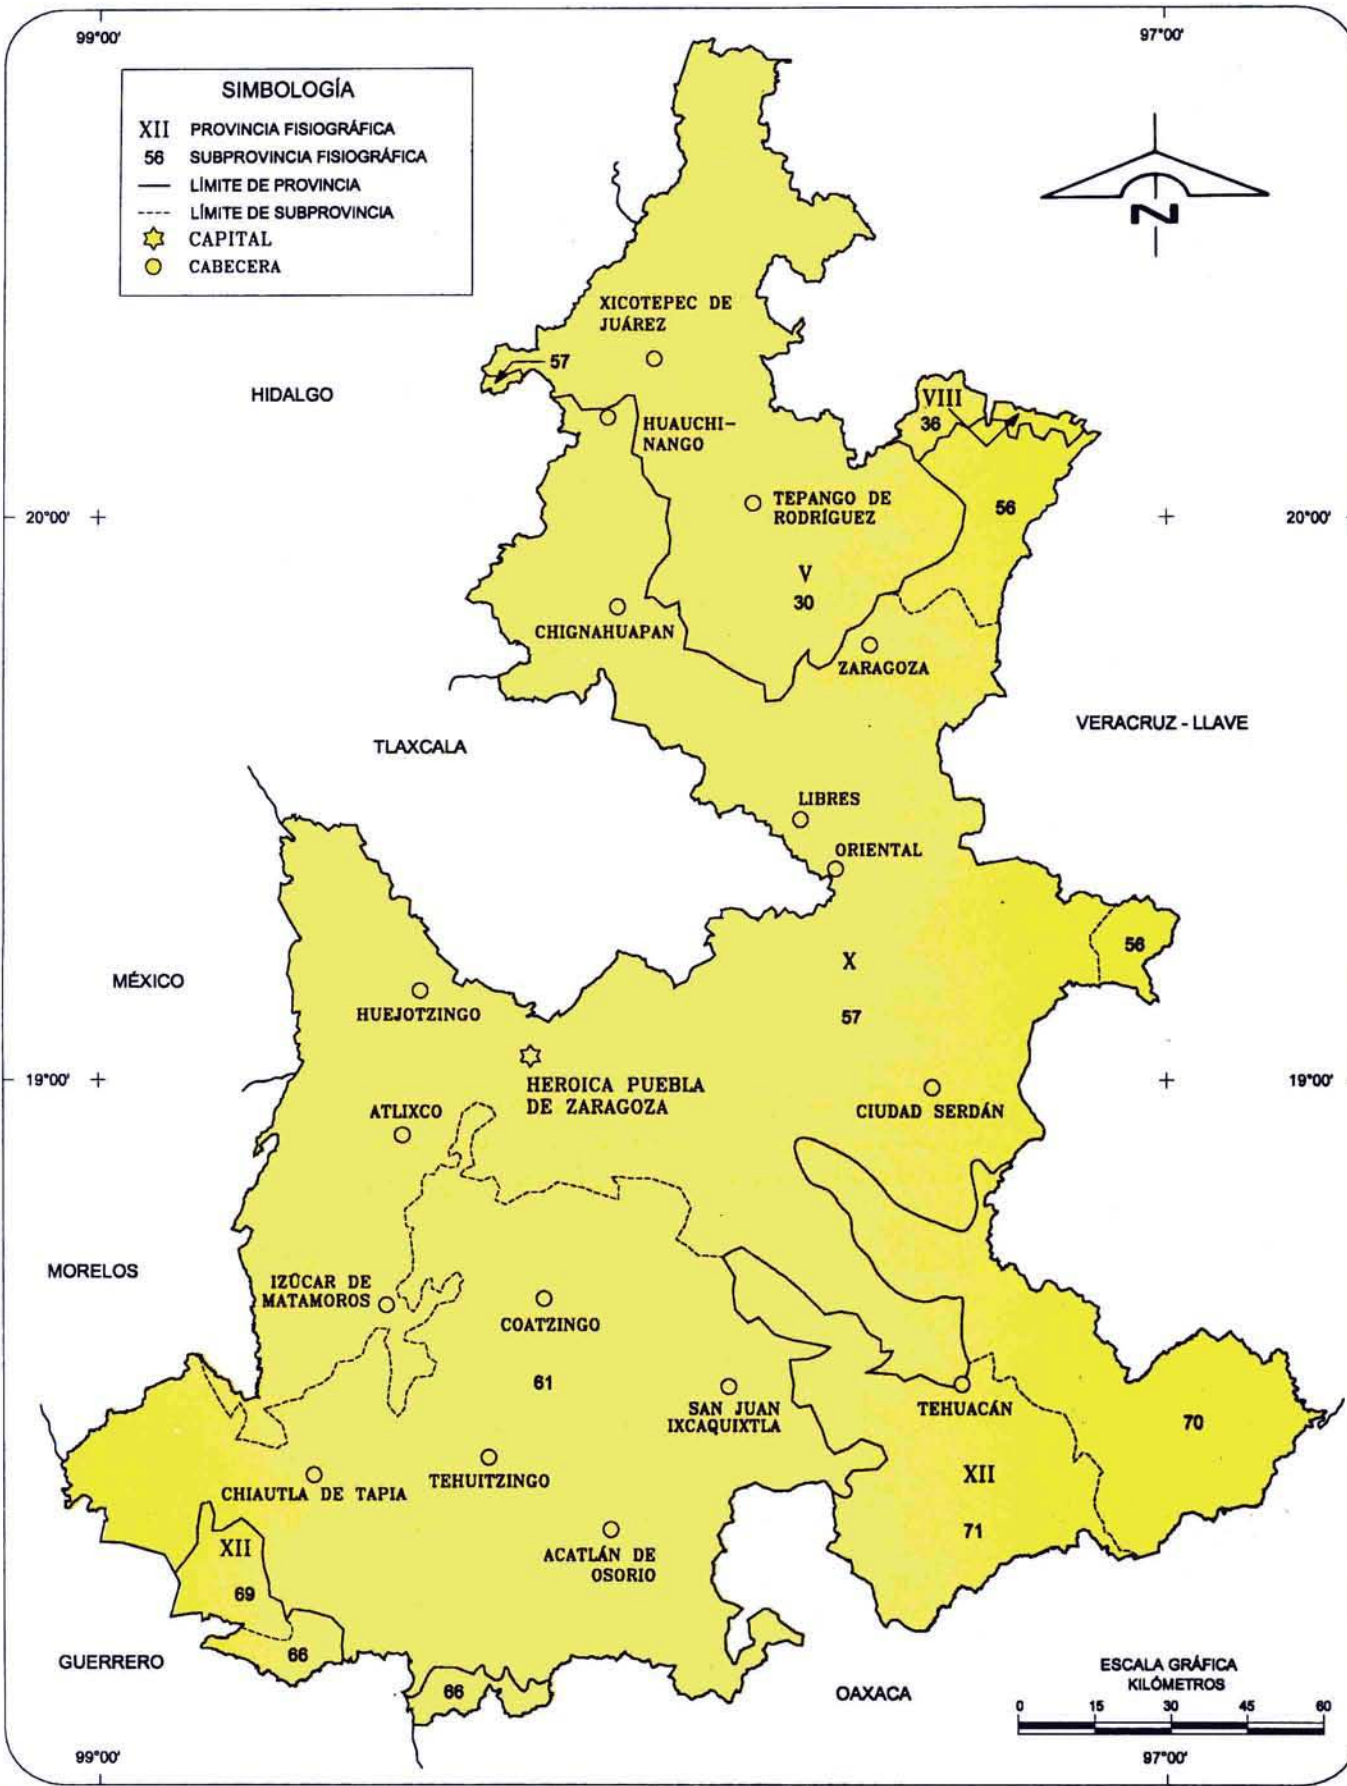 99°00'
97°00'
SIMBOLOGÍA
XII PROVINCIA FISIOGRÁFICA
56 SUBPROVINCIA FISIOGRÁFICA
LÍMITE DE PROVINCIA
LÍMITE DE SUBPROVINCIA
CAPITAL
CABECERA
N
XICOTEPEC DE
JUÁREZ
57
HIDALGO
VIII
36
HUAUCHI-
NANGO
TEPANGO DE
RODRÍGUEZ
56
20°00'
20°00'
V
30
CHIGNAHUAPAN
ZARAGOZA
VERACRUZ - LLAVE
TLAXCALA
LIBRES
ORIENTAL
56
X
57
MÉXICO
HUEJOTZINGO
19°00'
19°00'
HEROICA PUEBLA
DE ZARAGOZA
CIUDAD SERDÁN
ATLIXCO
MORELOS
IZÚCAR DE
MATAMOROS
COATZINGO
61
SAN JUAN
IXCAQUIXTLA
TEHUACÁN
70
XII
71
TEHUITZINGO
CHIAUTLA DE TAPIA
XII
69
ACATLÁN DE
OSORIO
66
66
GUERRERO
OAXACA
ESCALA GRÁFICA
KILÓMETROS
0 15 30 45 60
99°00'
97°00'